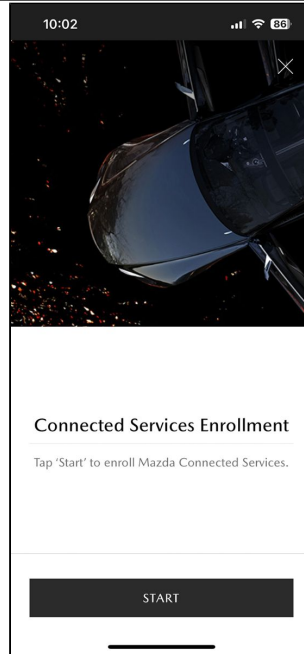 10:02
86
Connected Services Enrollment
Tap ‘Start’ to enroll Mazda Connected Services.
START